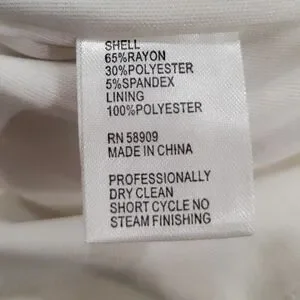 SHELL
65%RAYON
30%POLYESTER
5%SPANDEX
LINING
100%POLYESTER
RN 58909
MADE IN CHINA
PROFESSIONALLY
DRY CLEAN
SHORT CYCLE NO
STEAM FINISHING